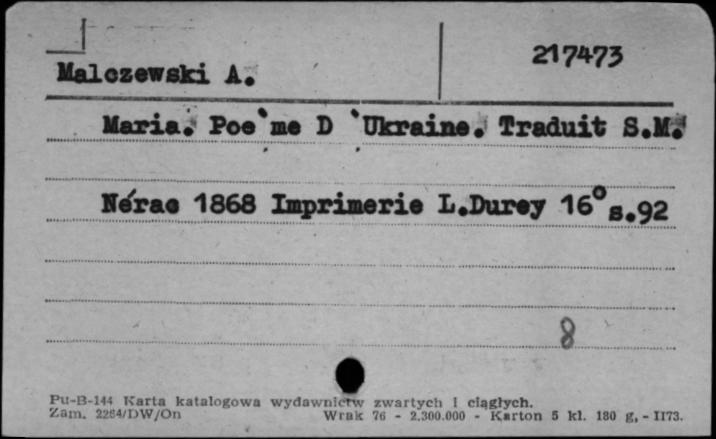 217473
Malczewski A.
Maria. Poe`me D `Ukraine. Traduit S.M.
Nérac 1868 Imprimerie L.Durey 16° s.92
8
Pu-B-144 Karta katalogowa wydawnictw zwartych i ciągłych.
Zam. 2264/DW/On Wrak 76 - 2.300.000 - Karton 5 kl. 180 g, - II73.